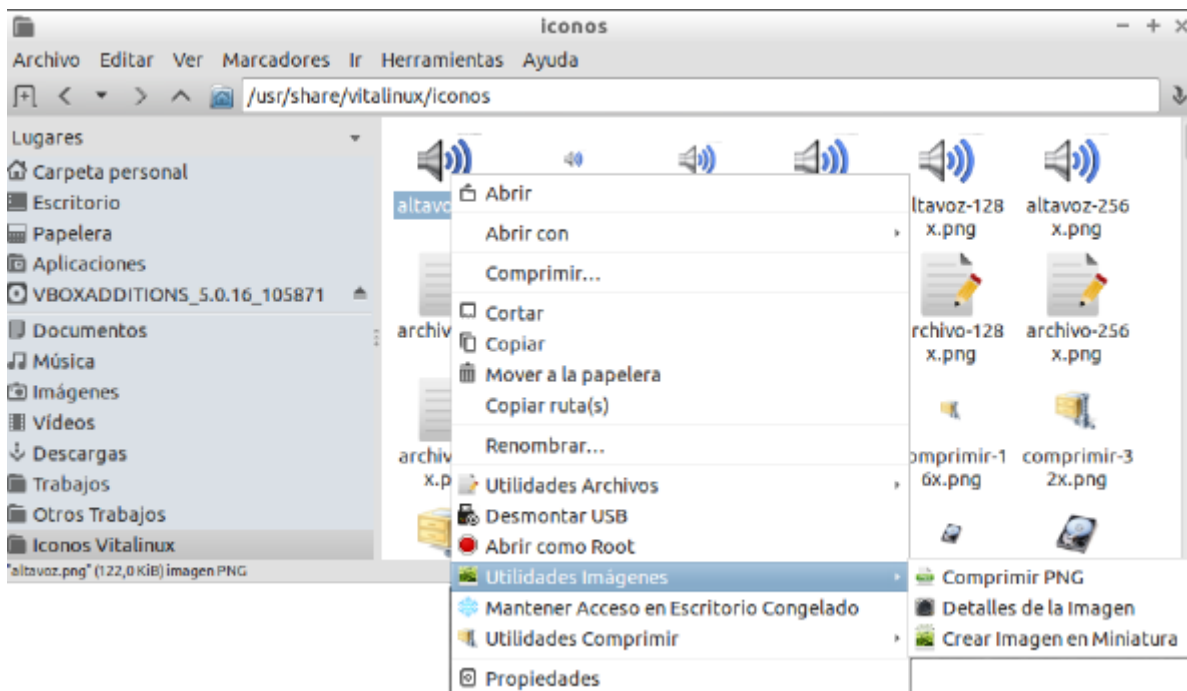 iconos
Archivo Editar Ver Marcadores Ir Herramientas Ayuda
/usr/share/vitalinux/iconos
Lugares
Carpeta personal
Escritorio
Papelera
Aplicaciones
VBOXADDITIONS_5.0.16_105871
Documentos
Música
Imágenes
Vídeos
Descargas
Trabajos
Otros Trabajos
Iconos Vitalinux
"altavoz.png" (122,0 KiB) imagen PNG
altavo
ltavoz-128
x.png
altavoz-256
x.png
archiv
rchivo-128
x.png
archivo-256
x.png
archiv
x.p
omprimir-1
6x.png
comprimir-3
2x.png
Abrir
Abrir con
Comprimir...
Cortar
Copiar
Mover a la papelera
Copiar ruta(s)
Renombrar...
Utilidades Archivos
Desmontar USB
Abrir como Root
Utilidades Imágenes
Mantener Acceso en Escritorio Congelado
Utilidades Comprimir
Propiedades
Comprimir PNG
Detalles de la Imagen
Crear Imagen en Miniatura